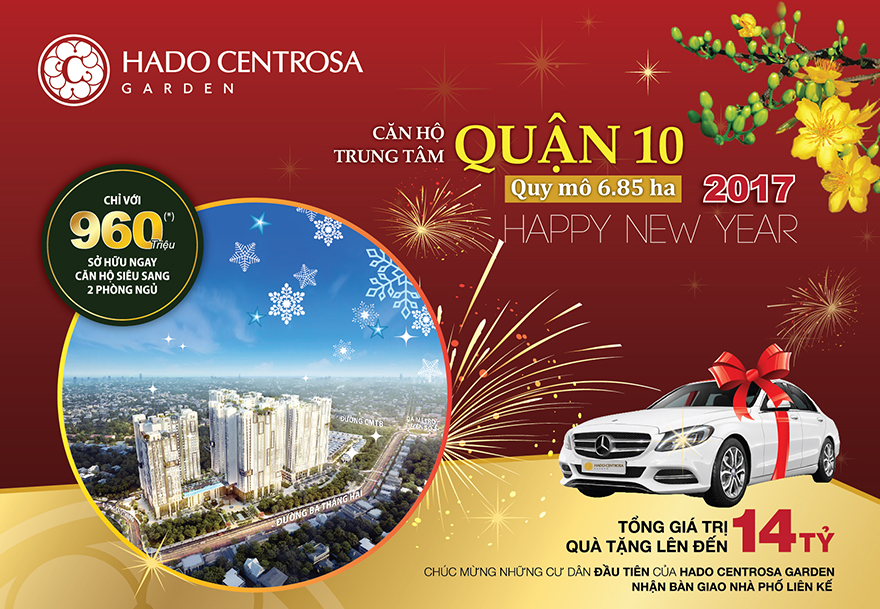 HADO CENTROSA
GARDEN
CĂN HỘ
TRUNG TÂM
QUẬN 10
Quy mô 6.85 ha
2017
HAPPY NEW YEAR
CHỈ VỚI
960(*)
Triệu
SỞ HỮU NGAY
CĂN HỘ SIÊU SANG
2 PHÒNG NGỦ
ĐƯỜNG CMT8
ĐƯỜNG BA THÁNG HAI
HADO CENTROSA
TỔNG GIÁ TRỊ
QUÀ TẶNG LÊN ĐẾN
14 TỶ
CHÚC MỪNG NHỮNG CƯ DÂN ĐẦU TIÊN CỦA HADO CENTROSA GARDEN
NHẬN BÀN GIAO NHÀ PHỐ LIÊN KẾ